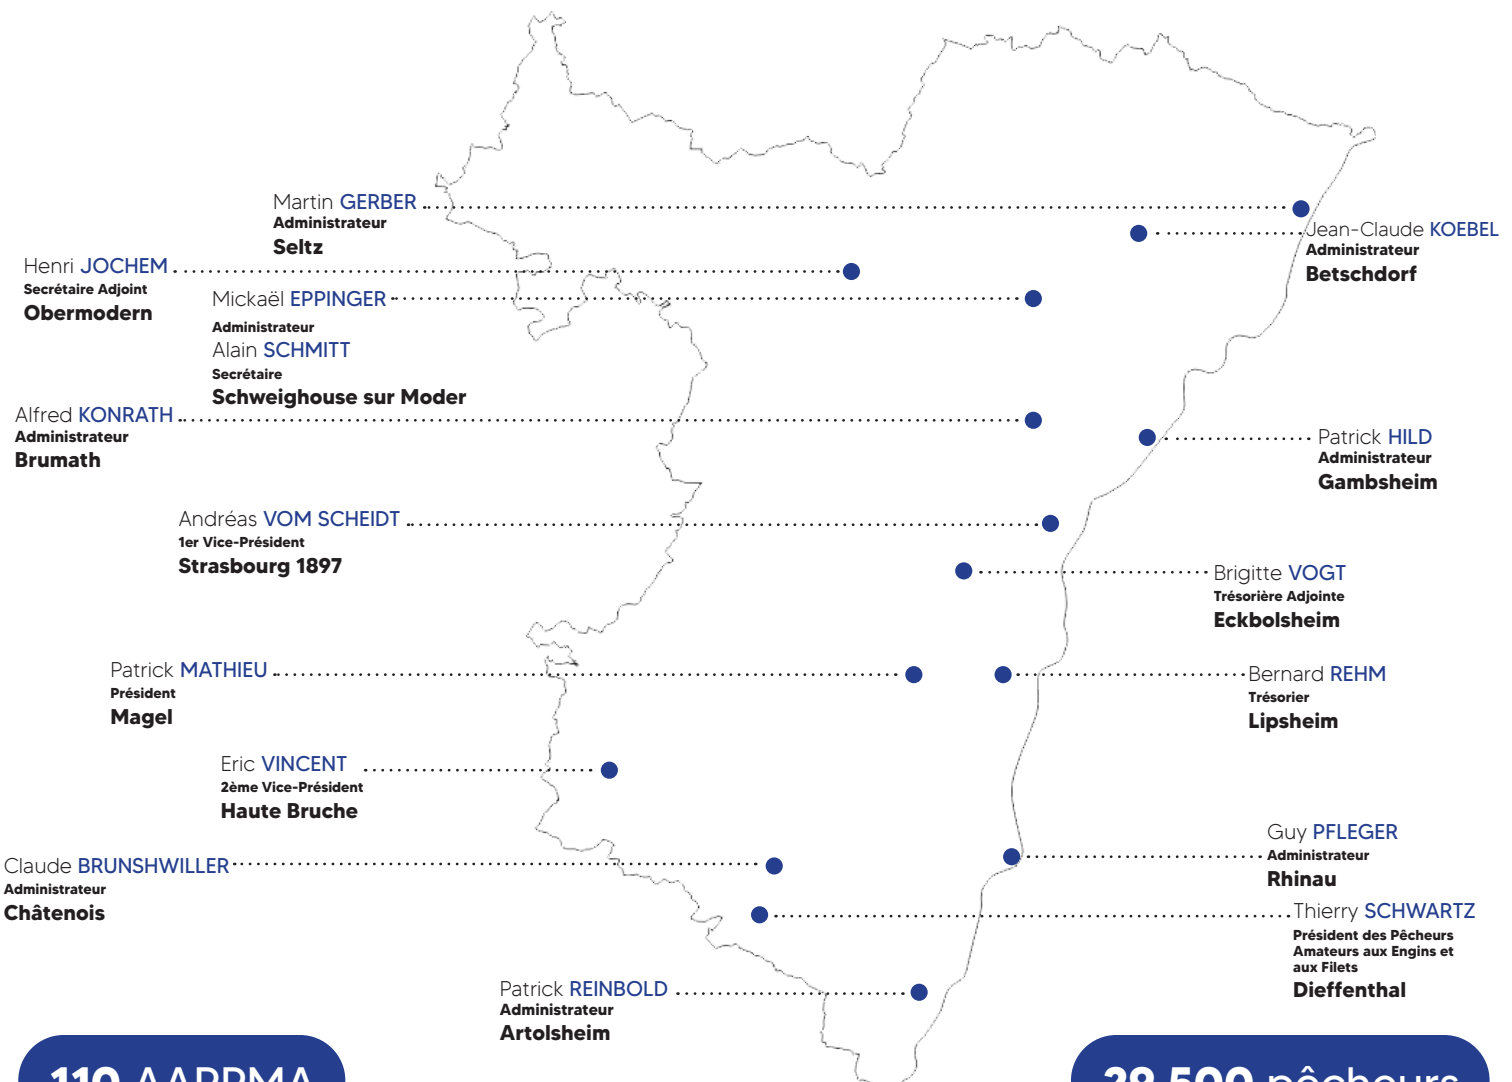 Martin GERBER
Administrateur
Seltz
Jean-Claude KOEBEL
Administrateur
Betschdorf
Henri JOCHEM
Secrétaire Adjoint
Obermodern
Mickaël EPPINGER
Administrateur
Alain SCHMITT
Secrétaire
Schweighouse sur Moder
Alfred KONRATH
Administrateur
Brumath
Patrick HILD
Administrateur
Gambsheim
Andréas VOM SCHEIDT
1er Vice-Président
Strasbourg 1897
Brigitte VOGT
Trésorière Adjointe
Eckbolsheim
Patrick MATHIEU
Président
Magel
Bernard REHM
Trésorier
Lipsheim
Eric VINCENT
2ème Vice-Président
Haute Bruche
Guy PFLEGER
Administrateur
Rhinau
Claude BRUNSHWILLER
Administrateur
Châtenois
Thierry SCHWARTZ
Président des Pêcheurs
Amateurs aux Engins et
aux Filets
Dieffenthal
Patrick REINBOLD
Administrateur
Artolsheim
110 AAPPMA
pêcheurs